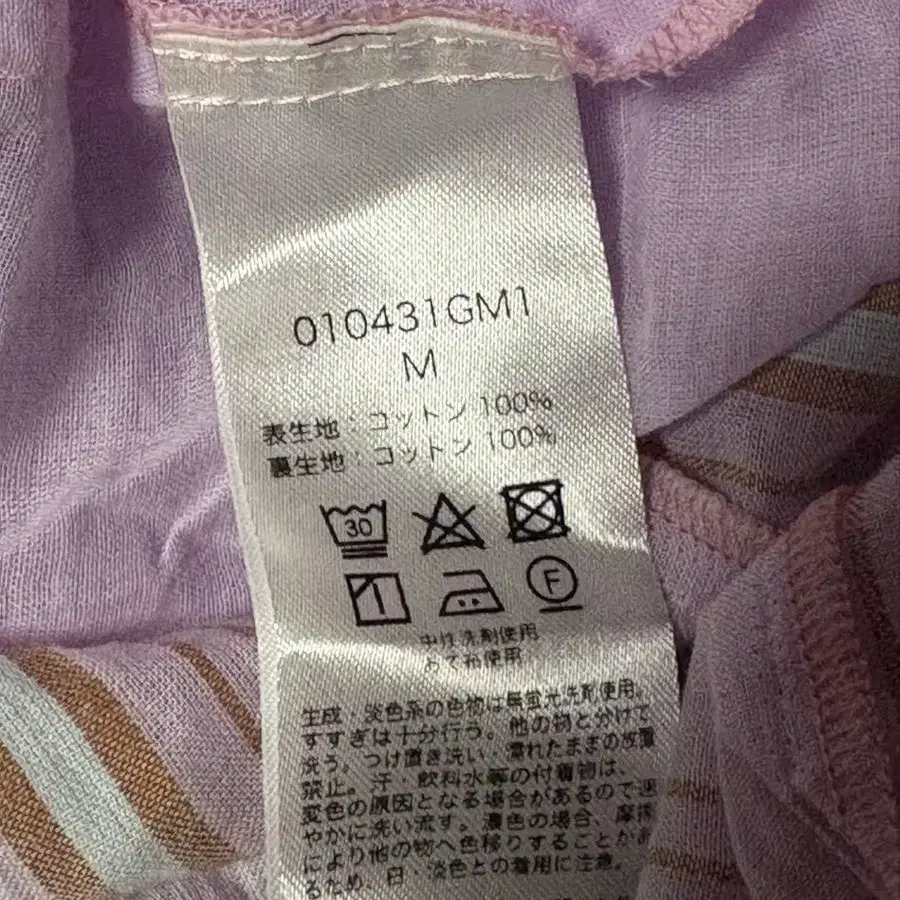 010431GM1
M
表生地：コットン 100%
裏生地：コットン 100%
30
F
中性洗剤使用
あて布使用
生成・淡色系の色物は無蛍光洗剤使用。
すすぎは十分行う。他の物と分けて
洗う。つけ置き洗い・濡れたままの放置
禁止。汗・飲料水等の付着物は、
変色の原因となる場合があるので速
やかに洗い流す。濃色の場合、摩擦
により他の物へ色移りすることがあ
るため、白・淡色との着用に注意。